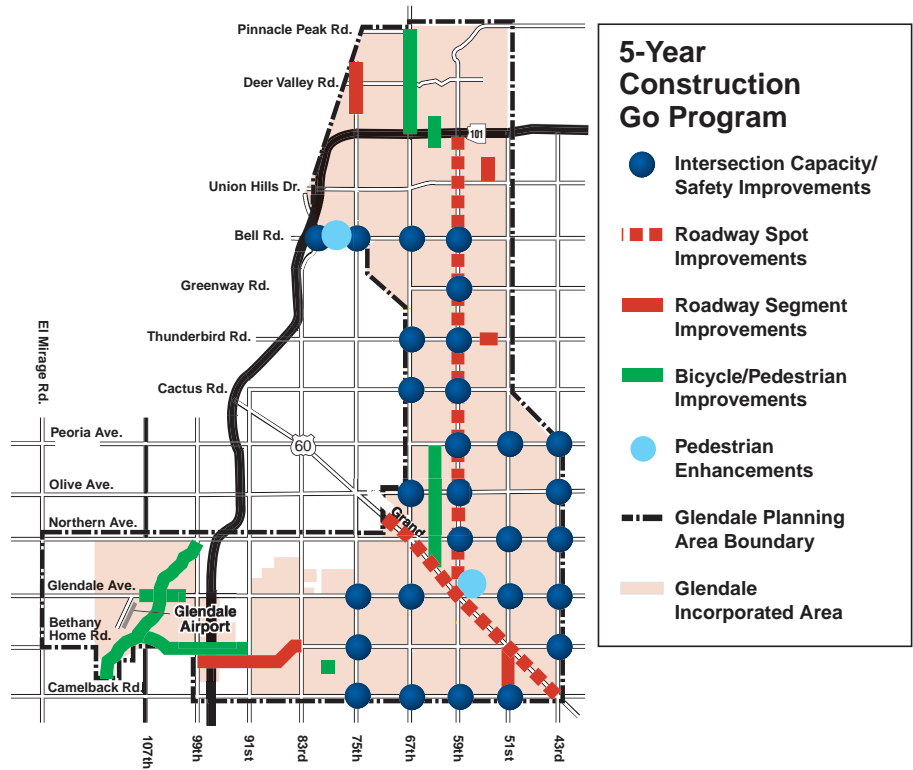 Pinnacle Peak Rd.
Deer Valley Rd.
101
Union Hills Dr.
Bell Rd.
Greenway Rd.
Thunderbird Rd.
El Mirage Rd.
Cactus Rd.
Peoria Ave.
60
Olive Ave.
Grand
Northern Ave.
Glendale Ave.
Glendale
Airport
Bethany
Home Rd.
Camelback Rd.
107th
99th
91st
83rd
75th
67th
59th
51st
43rd
5-Year
Construction
Go Program
Intersection Capacity/
Safety Improvements
Roadway Spot
Improvements
Roadway Segment
Improvements
Bicycle/Pedestrian
Improvements
Pedestrian
Enhancements
Glendale Planning
Area Boundary
Glendale
Incorporated Area